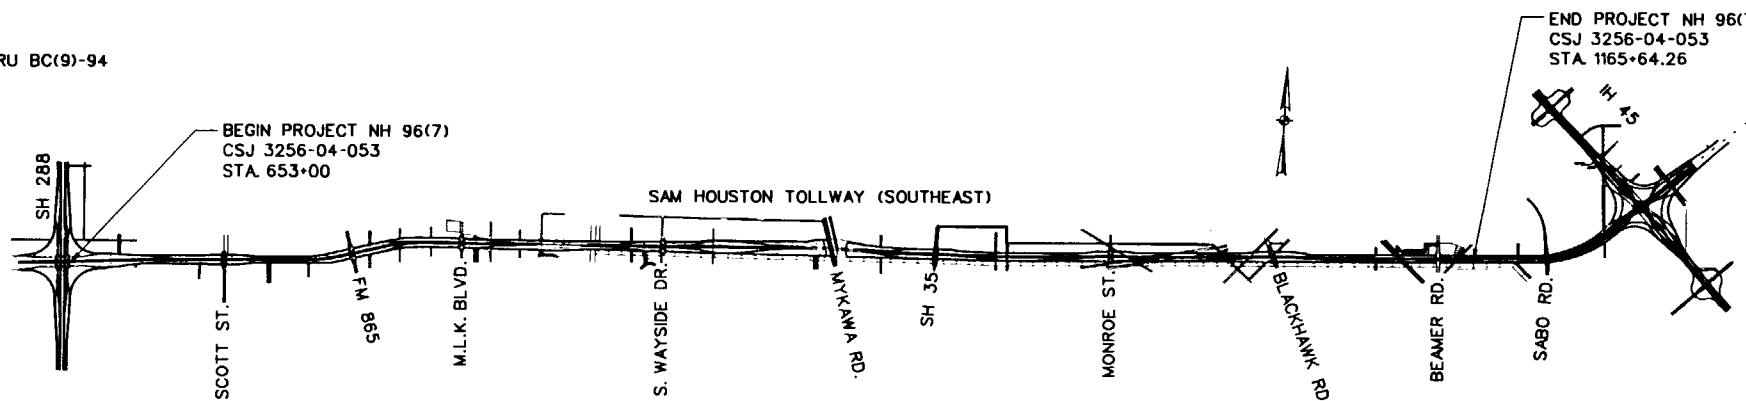 RU BC(9)-94
BEGIN PROJECT NH 96(7)
CSJ 3256-04-053
STA. 653+00
END PROJECT NH 96(7
CSJ 3256-04-053
STA. 1165+64.26
SAM HOUSTON TOLLWAY (SOUTHEAST)
SH 288
SCOTT ST.
FM 865
M.L.K. BLVD.
S. WAYSIDE DR.
MYKAWA RD.
SH 35
MONROE ST.
BLACKHAWK RD
BEAMER RD.
SABO RD.
IH 45